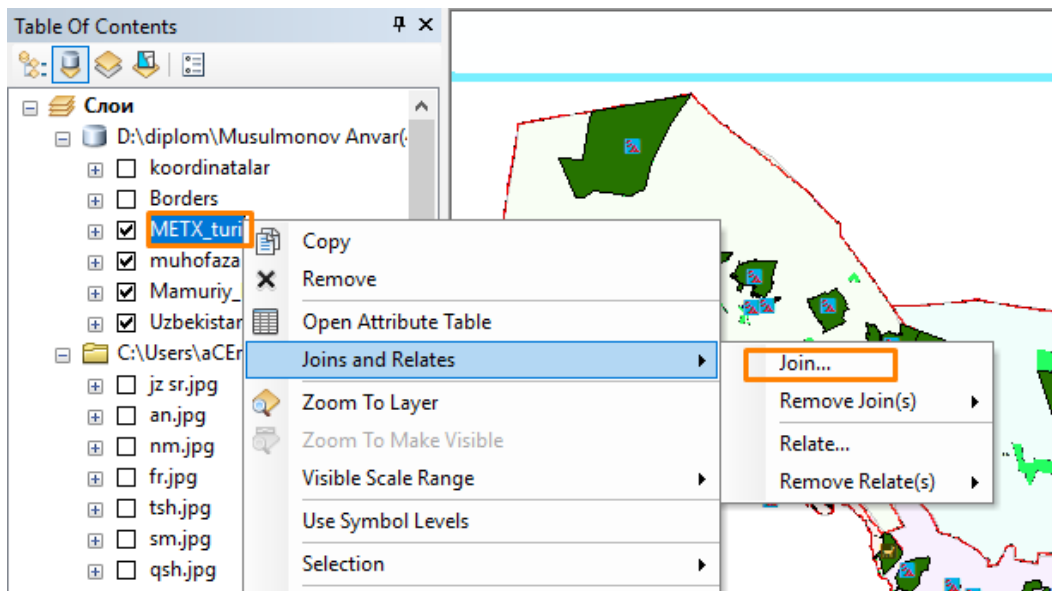 Table Of Contents
Слои
D:\diplom\Musulmonov Anvar(
koordinatalar
Borders
METX_turi
muhofaza
Mamuriy_
Uzbekistan
C:\Users\aCEr
jz sr.jpg
an.jpg
nm.jpg
fr.jpg
tsh.jpg
sm.jpg
qsh.jpg
Copy
Remove
Open Attribute Table
Joins and Relates
Zoom To Layer
Zoom To Make Visible
Visible Scale Range
Use Symbol Levels
Selection
Join...
Remove Join(s)
Relate...
Remove Relate(s)